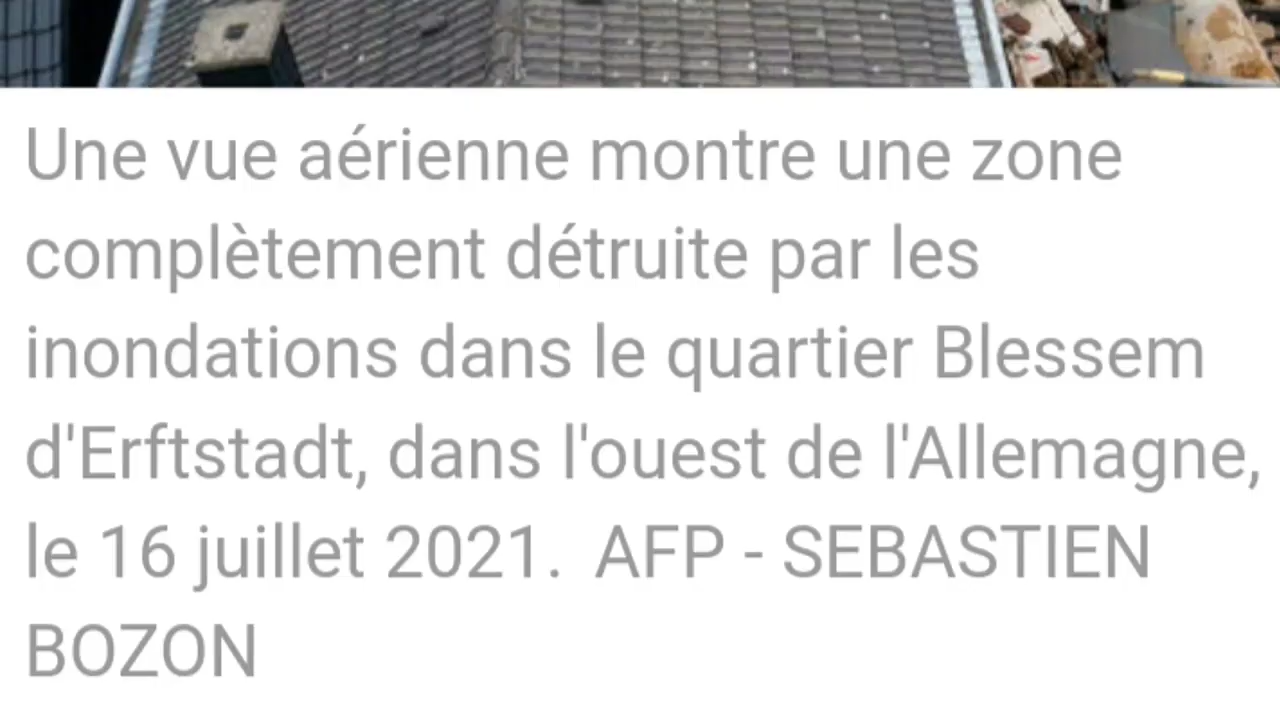 Une vue aérienne montre une zone
complètement détruite par les
inondations dans le quartier Blessem
d'Erftstadt, dans l'ouest de l'Allemagne,
le 16 juillet 2021.  AFP - SEBASTIEN
BOZON